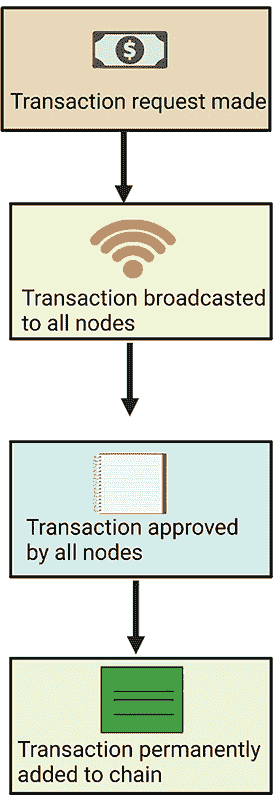 $
Transaction request made
Transaction broadcasted
to all nodes
Transaction approved
by all nodes
Transaction permanently
added to chain